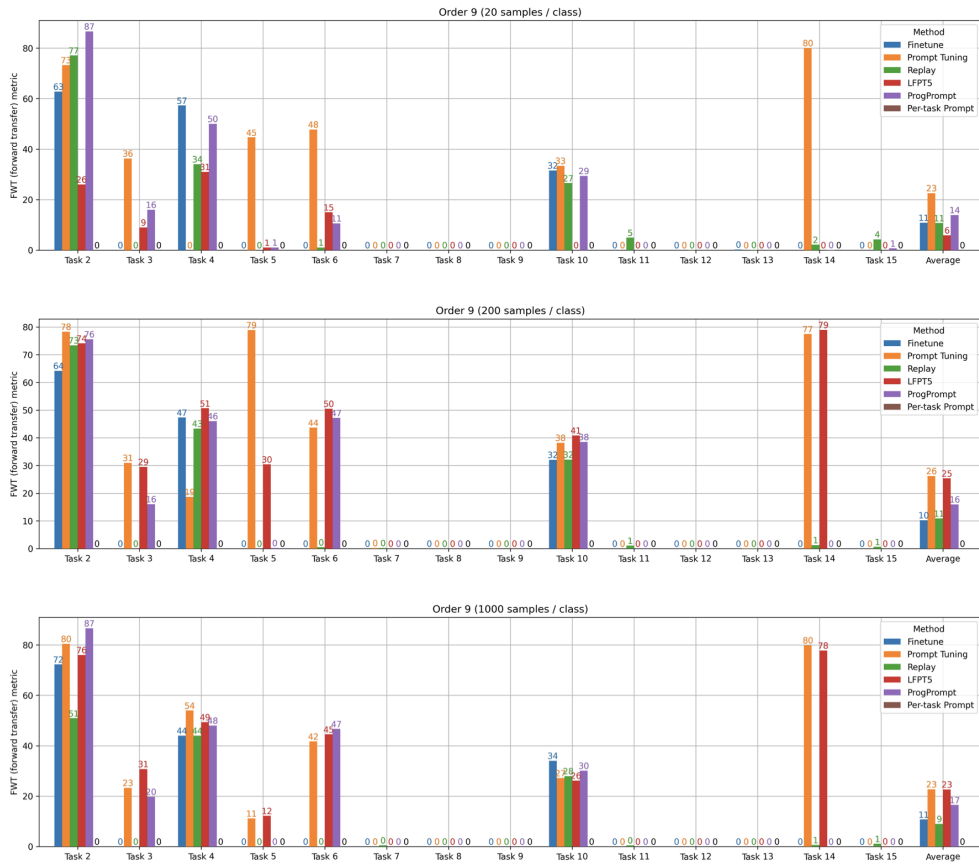 Order 9 (20 samples / class)
FWT (forward transfer) metric
80
60
40
20
0
63 73 77 26 87 0
0 36 0 9 16 0
57 0 34 31 50 0
0 45 0 1 1 0
0 48 1 15 11 0
0 0 0 0 0 0
0 0 0 0 0 0
0 0 0 0 0 0
32 33 27 0 29 0
0 0 5 0 0 0
0 0 0 0 0 0
0 0 0 0 0 0
0 80 2 0 0 0
0 0 4 0 1 0
11 23 11 6 14 0
Task 2 Task 3 Task 4 Task 5 Task 6 Task 7 Task 8 Task 9 Task 10 Task 11 Task 12 Task 13 Task 14 Task 15 Average
Method
Finetune
Prompt Tuning
Replay
LFPT5
ProgPrompt
Per-task Prompt
Order 9 (200 samples / class)
FWT (forward transfer) metric
80
70
60
50
40
30
20
10
0
64 78 73 74 76 0
0 31 0 29 16 0
47 19 43 51 46 0
0 79 0 30 0 0
0 44 0 50 47 0
0 0 0 0 0 0
0 0 0 0 0 0
0 0 0 0 0 0
32 38 32 41 38 0
0 0 1 0 0 0
0 0 0 0 0 0
0 0 0 0 0 0
0 77 1 79 0 0
0 0 1 0 0 0
10 26 11 25 16 0
Task 2 Task 3 Task 4 Task 5 Task 6 Task 7 Task 8 Task 9 Task 10 Task 11 Task 12 Task 13 Task 14 Task 15 Average
Method
Finetune
Prompt Tuning
Replay
LFPT5
ProgPrompt
Per-task Prompt
Order 9 (1000 samples / class)
FWT (forward transfer) metric
80
60
40
20
0
72 80 51 76 87 0
0 23 0 31 20 0
44 54 44 49 48 0
0 11 0 12 0 0
0 42 0 45 47 0
0 0 0 0 0 0
0 0 0 0 0 0
0 0 0 0 0 0
34 27 28 26 30 0
0 0 0 0 0 0
0 0 0 0 0 0
0 0 0 0 0 0
0 80 1 78 0 0
0 0 1 0 0 0
11 23 9 23 17 0
Task 2 Task 3 Task 4 Task 5 Task 6 Task 7 Task 8 Task 9 Task 10 Task 11 Task 12 Task 13 Task 14 Task 15 Average
Method
Finetune
Prompt Tuning
Replay
LFPT5
ProgPrompt
Per-task Prompt